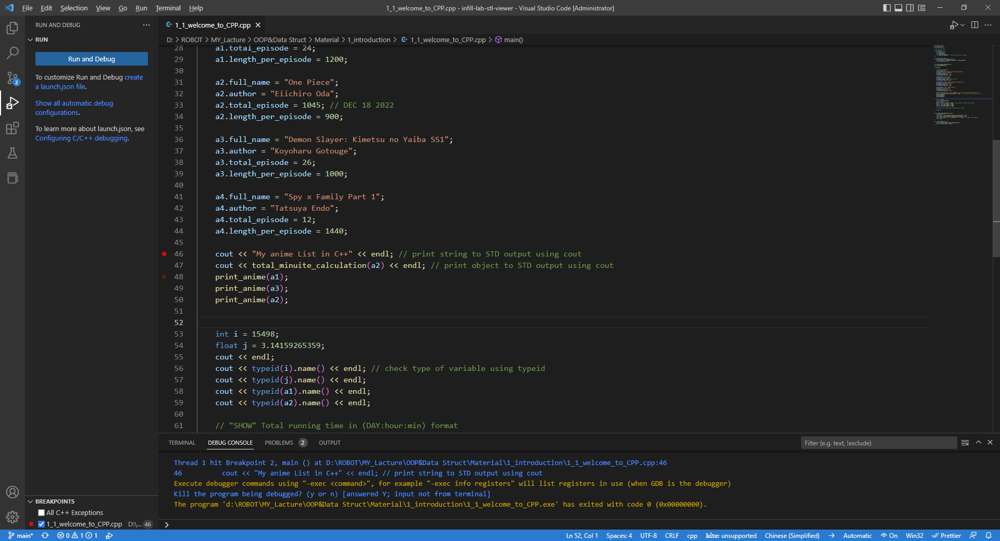 File Edit Selection View Go Run Terminal Help
1_1_welcome_to_CPP.cpp - infill-lab-stl-viewer - Visual Studio Code [Administrator]
RUN AND DEBUG
RUN
Run and Debug
To customize Run and Debug create
a launch.json file.
Show all automatic debug
configurations.
To learn more about launch.json, see
Configuring C/C++ debugging.
2
1_1_welcome_to_CPP.cpp
D: > ROBOT > MY_Lacture > OOP&Data Struct > Material > 1_introduction > 1_1_welcome_to_CPP.cpp > main()
28 a1.total_episode = 24;
29 a1.length_per_episode = 1200;
30
31 a2.full_name = "One Piece";
32 a2.author = "Eiichiro Oda";
33 a2.total_episode = 1045; // DEC 18 2022
34 a2.length_per_episode = 900;
35
36 a3.full_name = "Demon Slayer: Kimetsu no Yaiba SS1";
37 a3.author = "Koyoharu Gotouge";
38 a3.total_episode = 26;
39 a3.length_per_episode = 1000;
40
41 a4.full_name = "Spy x Family Part 1";
42 a4.author = "Tatsuya Endo";
43 a4.total_episode = 12;
44 a4.length_per_episode = 1440;
45
46 cout << "My anime List in C++" << endl; // print string to STD output using cout
47 cout << total_minuite_calculation(a2) << endl; // print object to STD output using cout
48 print_anime(a1);
49 print_anime(a3);
50 print_anime(a2);
51
52
53 int i = 15498;
54 float j = 3.14159265359;
55 cout << endl;
56 cout << typeid(i).name() << endl; // check type of variable using typeid
57 cout << typeid(j).name() << endl;
58 cout << typeid(a1).name() << endl;
59 cout << typeid(a2).name() << endl;
60
61 // "SHOW" Total running time in (DAY:hour:min) format
TERMINAL DEBUG CONSOLE PROBLEMS 2 OUTPUT
Filter (e.g. text, !exclude)
Thread 1 hit Breakpoint 2, main () at D:\ROBOT\MY_Lacture\OOP&Data Struct\Material\1_introduction\1_1_welcome_to_CPP.cpp:46
46 cout << "My anime List in C++" << endl; // print string to STD output using cout
Execute debugger commands using "-exec <command>", for example "-exec info registers" will list registers in use (when GDB is the debugger)
Kill the program being debugged? (y or n) [answered Y; input not from terminal]
The program 'd:\ROBOT\MY_Lacture\OOP&Data Struct\Material\1_introduction\1_1_welcome_to_CPP.exe' has exited with code 0 (0x00000000).
BREAKPOINTS
All C++ Exceptions
1_1_welcome_to_CPP.cpp D:\... 46
main* 0 1 1
Ln 52, Col 1 Spaces: 4 UTF-8 CRLF cpp kite: unsupported Chinese (Simplified) Automatic On Win32 Prettier